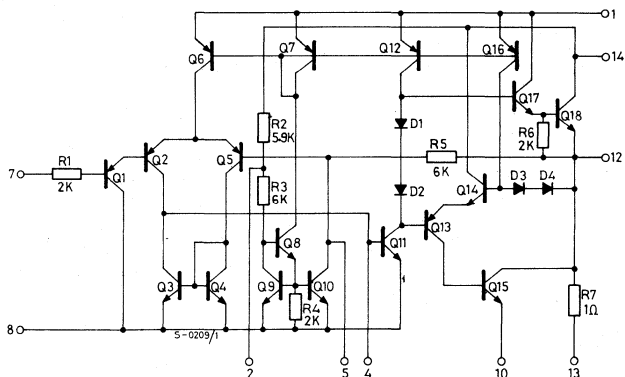 1
Q6
Q7
Q12
Q16
14
Q17
Q18
R2
5·9K
D1
R6
2K
R5
6K
12
7
R1
2K
Q1
Q2
Q5
R3
6K
D2
Q14
D3
D4
Q8
Q11
Q13
Q3
Q4
Q9
R4
2K
Q10
Q15
R7
1Ω
8
S-0209/1
2
5
4
10
13